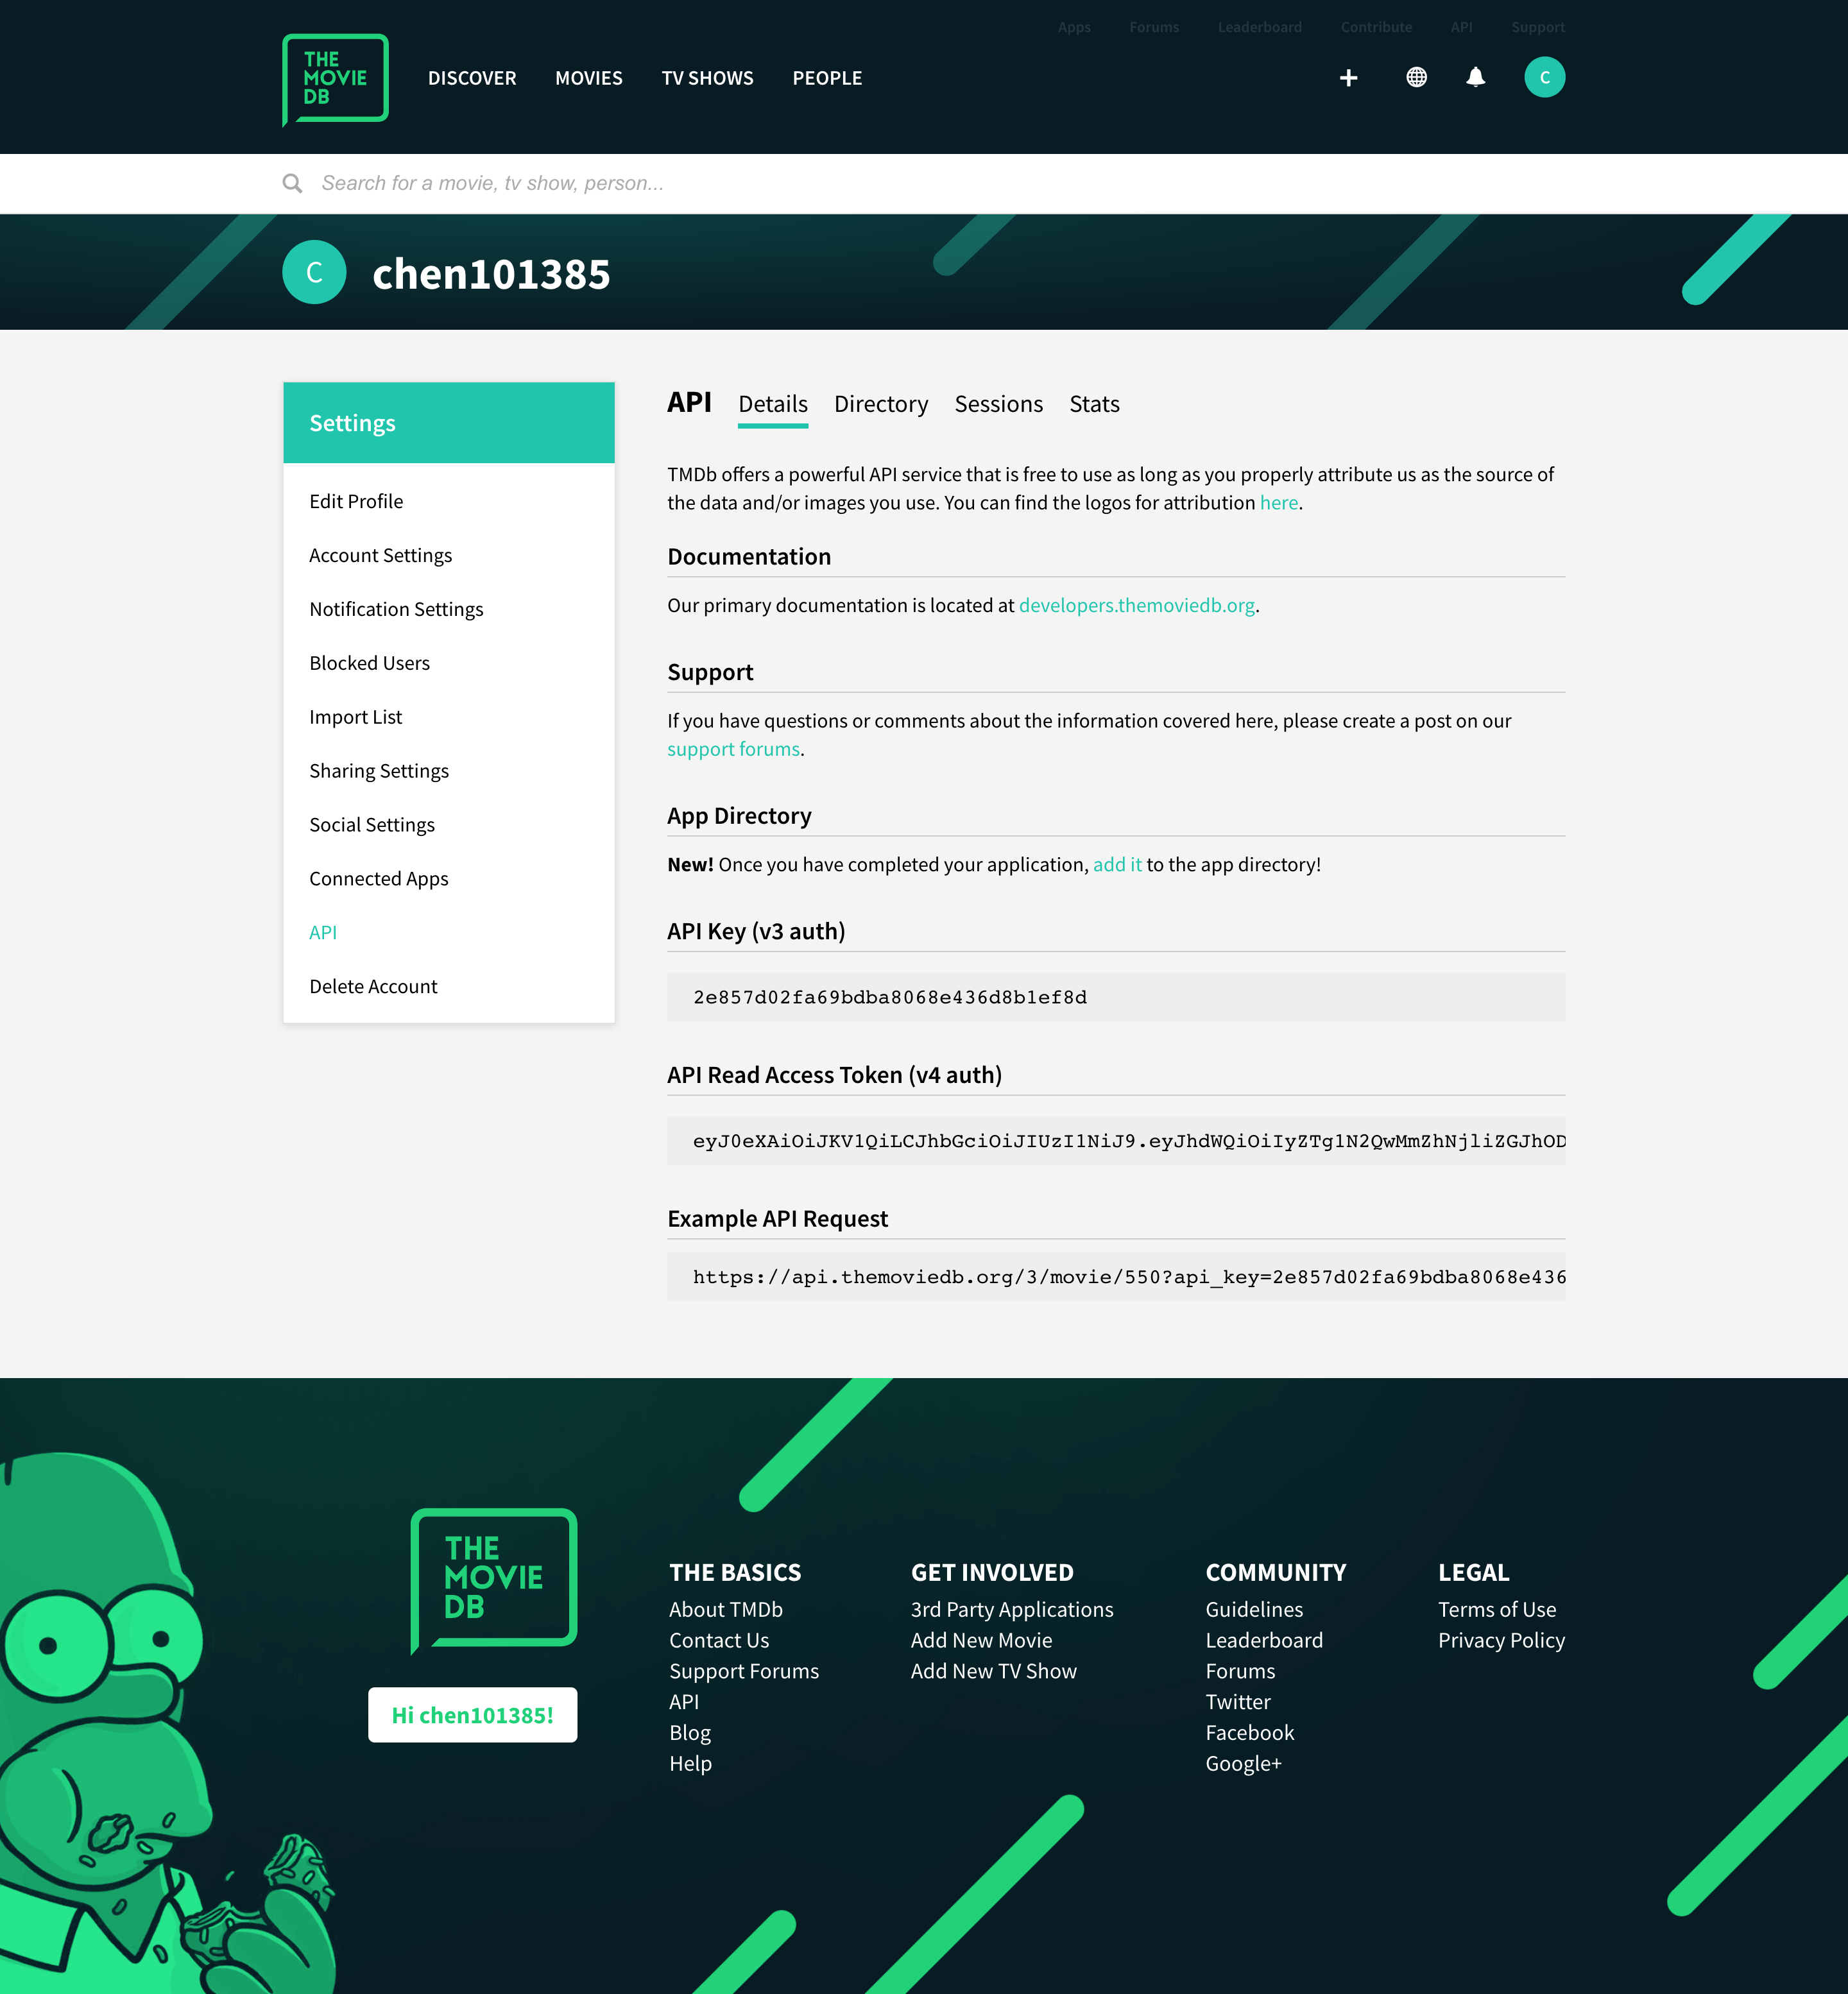 Apps Forums Leaderboard Contribute API Support
THE
MOVIE
DB
DISCOVER MOVIES TV SHOWS PEOPLE
C
Search for a movie, tv show, person...
C
chen101385
Settings
Edit Profile
Account Settings
Notification Settings
Blocked Users
Import List
Sharing Settings
Social Settings
Connected Apps
API
Delete Account
API Details Directory Sessions Stats
TMDb offers a powerful API service that is free to use as long as you properly attribute us as the source of
the data and/or images you use. You can find the logos for attribution here.
Documentation
Our primary documentation is located at developers.themoviedb.org.
Support
If you have questions or comments about the information covered here, please create a post on our
support forums.
App Directory
New! Once you have completed your application, add it to the app directory!
API Key (v3 auth)
2e857d02fa69bdba8068e436d8b1ef8d
API Read Access Token (v4 auth)
eyJ0eXAiOiJKV1QiLCJhbGciOiJIUzI1NiJ9.eyJhdWQiOiIyZTg1N2QwMmZhNjliZGJhOD
Example API Request
https://api.themoviedb.org/3/movie/550?api_key=2e857d02fa69bdba8068e436
THE
MOVIE
DB
Hi chen101385!
THE BASICS
About TMDb
Contact Us
Support Forums
API
Blog
Help
GET INVOLVED
3rd Party Applications
Add New Movie
Add New TV Show
COMMUNITY
Guidelines
Leaderboard
Forums
Twitter
Facebook
Google+
LEGAL
Terms of Use
Privacy Policy